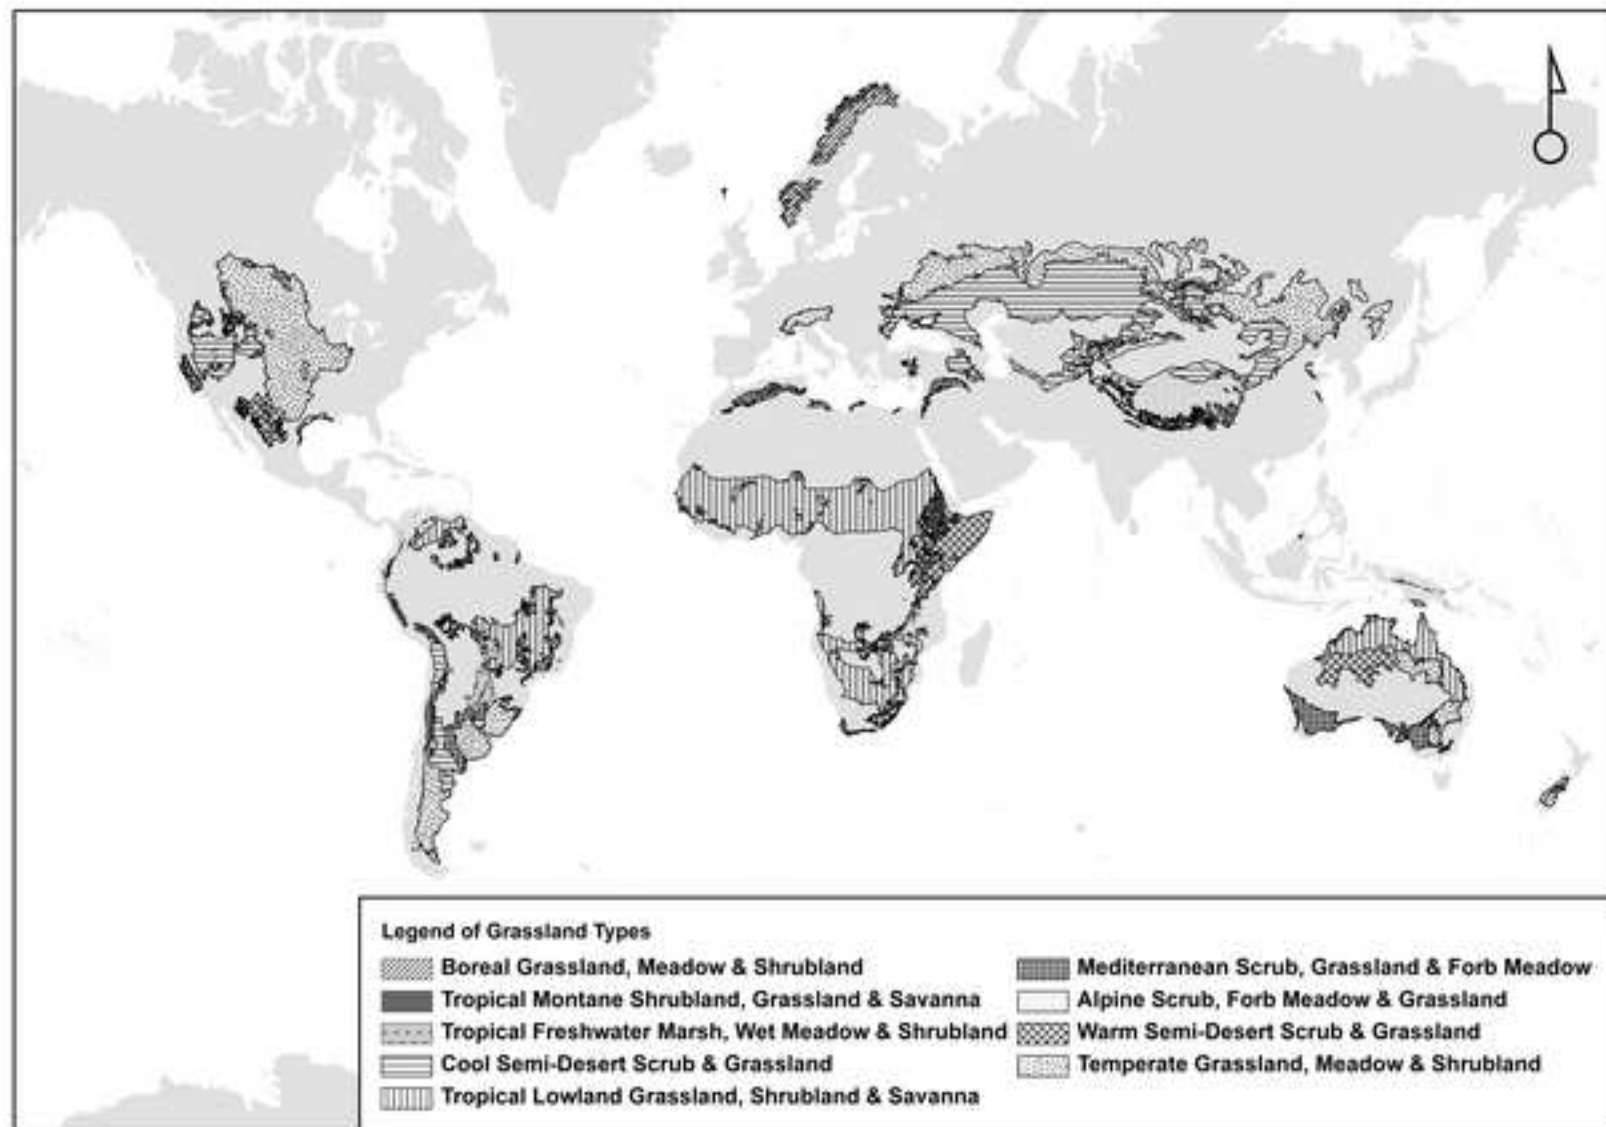 Legend of Grassland Types
Boreal Grassland, Meadow & Shrubland
Tropical Montane Shrubland, Grassland & Savanna
Tropical Freshwater Marsh, Wet Meadow & Shrubland
Cool Semi-Desert Scrub & Grassland
Tropical Lowland Grassland, Shrubland & Savanna
Mediterranean Scrub, Grassland & Forb Meadow
Alpine Scrub, Forb Meadow & Grassland
Warm Semi-Desert Scrub & Grassland
Temperate Grassland, Meadow & Shrubland